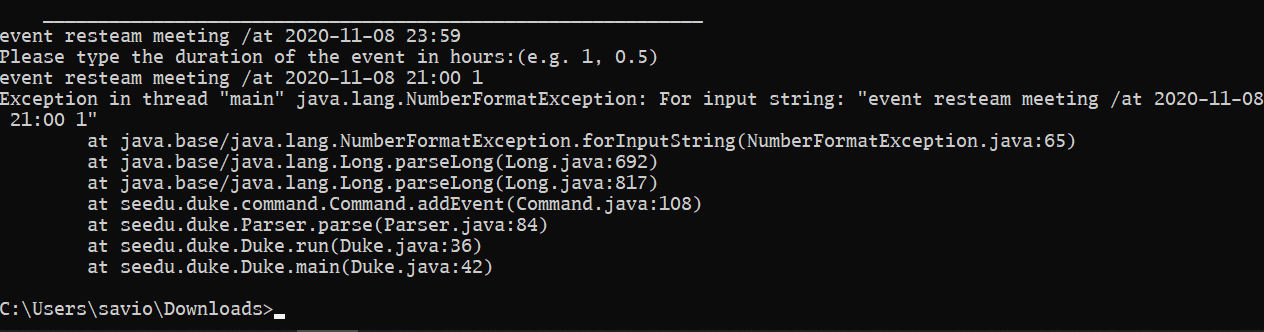 ____________________________________________________________
event resteam meeting /at 2020-11-08 23:59
Please type the duration of the event in hours:(e.g. 1, 0.5)
event resteam meeting /at 2020-11-08 21:00 1
Exception in thread "main" java.lang.NumberFormatException: For input string: "event resteam meeting /at 2020-11-08
 21:00 1"
        at java.base/java.lang.NumberFormatException.forInputString(NumberFormatException.java:65)
        at java.base/java.lang.Long.parseLong(Long.java:692)
        at java.base/java.lang.Long.parseLong(Long.java:817)
        at seedu.duke.command.Command.addEvent(Command.java:108)
        at seedu.duke.Parser.parse(Parser.java:84)
        at seedu.duke.Duke.run(Duke.java:36)
        at seedu.duke.Duke.main(Duke.java:42)
C:\Users\savio\Downloads>